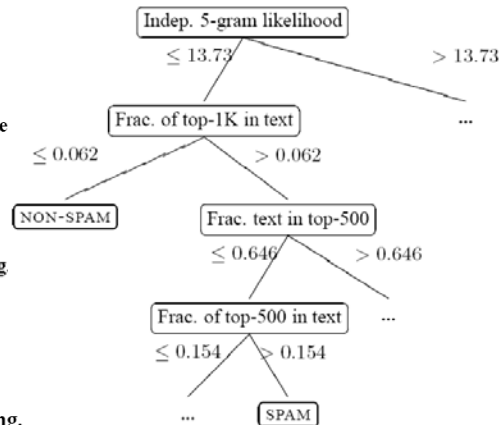 Indep. 5-gram likelihood
≤ 13.73 > 13.73
e
Frac. of top-1K in text
...
≤ 0.062 > 0.062
NON-SPAM
Frac. text in top-500
g
≤ 0.646 > 0.646
Frac. of top-500 in text
...
≤ 0.154 > 0.154
...
SPAM
ng.